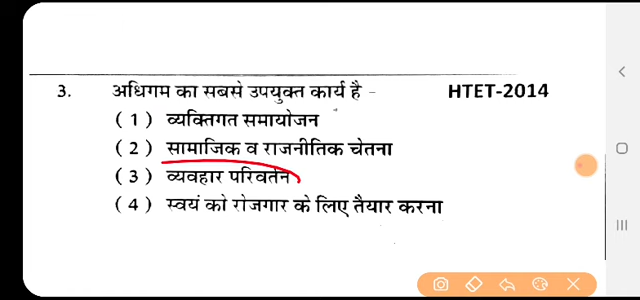 3. अधिगम का सबसे उपयुक्त कार्य है – HTET-2014
( 1 ) व्यक्तिगत समायोजन
( 2 ) सामाजिक व राजनीतिक चेतना
( 3 ) व्यवहार परिवर्तन
( 4 ) स्वयं को रोजगार के लिए तैयार करना